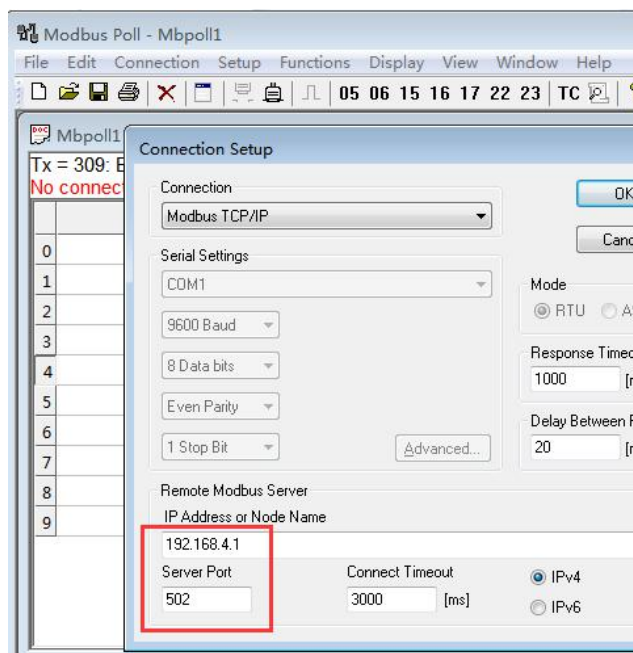 Modbus Poll - Mbpoll1
File Edit Connection Setup Functions Display View Window Help
05 06 15 16 17 22 23 TC
Mbpoll1
Tx = 309: E
No connect
0
1
2
3
4
5
6
7
8
9
Connection Setup
Connection
Modbus TCP/IP
OK
Canc
Serial Settings
COM1
9600 Baud
8 Data bits
Even Parity
1 Stop Bit
Advanced...
Mode
RTU A
Response Timeo
1000
Delay Between
20
Remote Modbus Server
IP Address or Node Name
192.168.4.1
Server Port
502
Connect Timeout
3000 [ms]
IPv4
IPv6